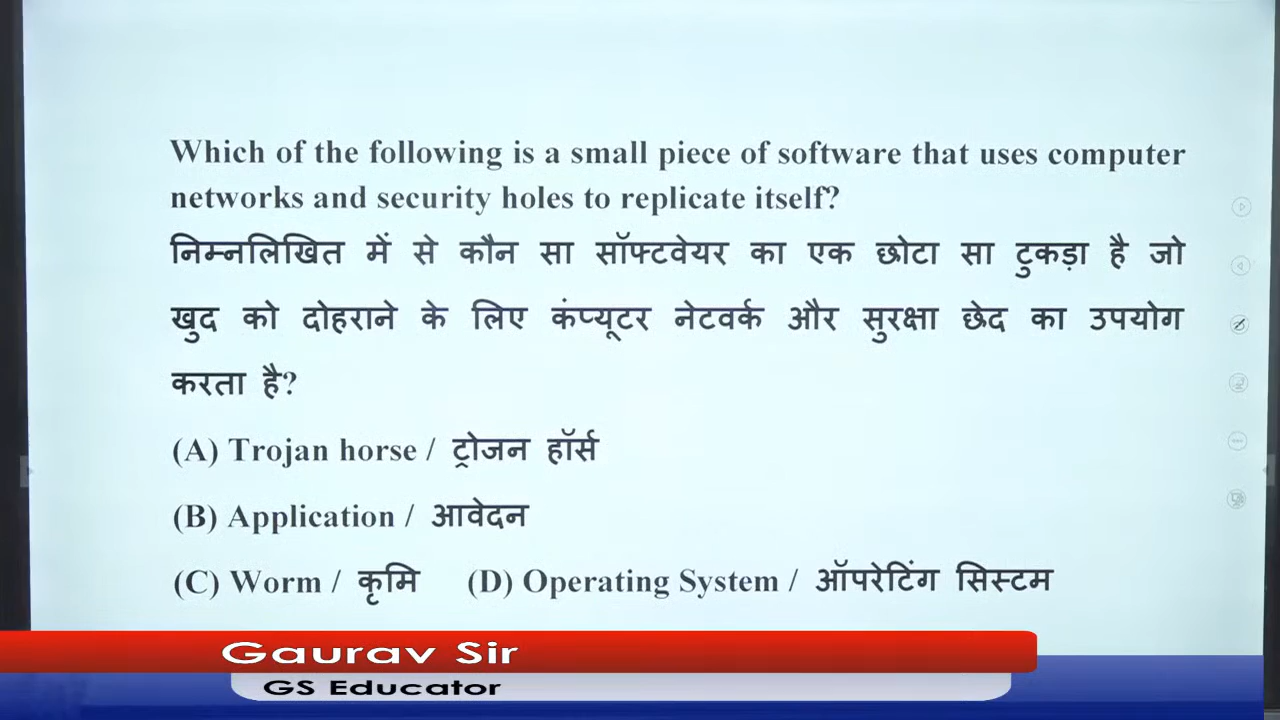 Which of the following is a small piece of software that uses computer
networks and security holes to replicate itself?
निम्नलिखित में से कौन सा सॉफ्टवेयर का एक छोटा सा टुकड़ा है जो
खुद को दोहराने के लिए कंप्यूटर नेटवर्क और सुरक्षा छेद का उपयोग
करता है?
(A) Trojan horse / ट्रोजन हॉर्स
(B) Application / आवेदन
(C) Worm / कृमि (D) Operating System / ऑपरेटिंग सिस्टम
Gaurav Sir
GS Educator